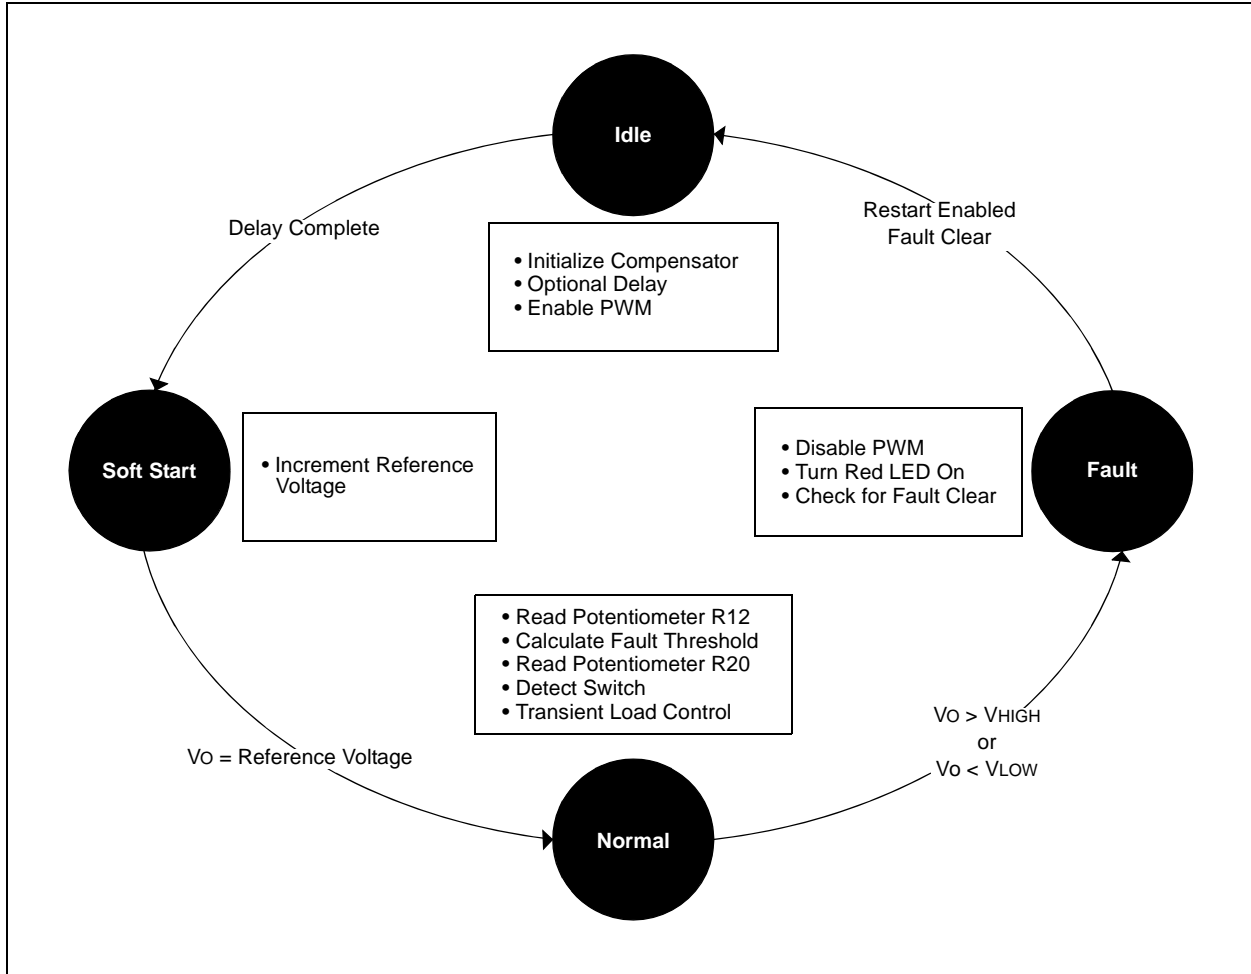 Idle
Delay Complete
Restart Enabled
Fault Clear
• Initialize Compensator
• Optional Delay
• Enable PWM
Soft Start
• Increment Reference
Voltage
• Disable PWM
• Turn Red LED On
• Check for Fault Clear
Fault
• Read Potentiometer R12
• Calculate Fault Threshold
• Read Potentiometer R20
• Detect Switch
• Transient Load Control
VO = Reference Voltage
VO > VHIGH
or
Vo < VLOW
Normal